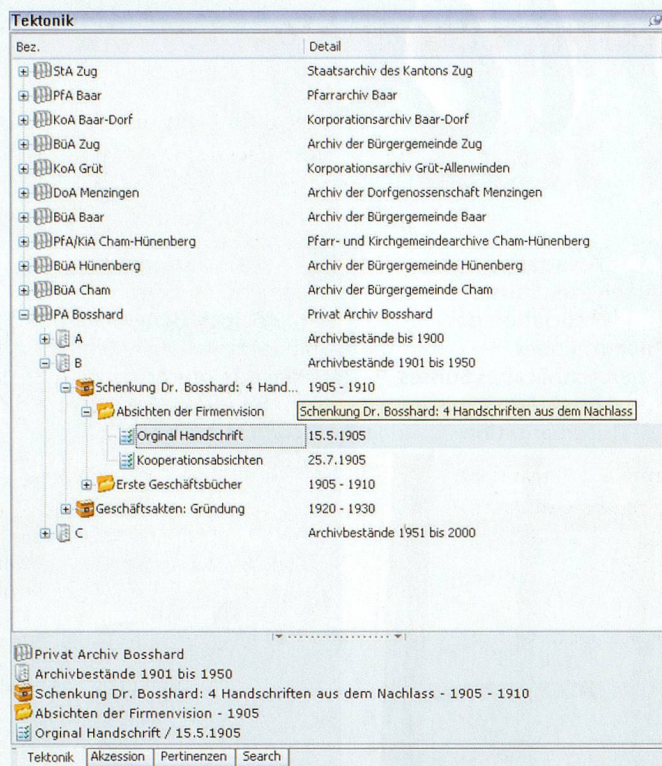 Tektonik
Bez. Detail
StA Zug Staatsarchiv des Kantons Zug
PfA Baar Pfarrarchiv Baar
KoA Baar-Dorf Korporationsarchiv Baar-Dorf
BüA Zug Archiv der Bürgergemeinde Zug
KoA Grüt Korporationsarchiv Grüt-Allenwinden
DoA Menzingen Archiv der Dorfgenossenschaft Menzingen
BüA Baar Archiv der Bürgergemeinde Baar
PfA/KiA Cham-Hünenberg Pfarr- und Kirchgemeindearchive Cham-Hünenberg
BüA Hünenberg Archiv der Bürgergemeinde Hünenberg
BüA Cham Archiv der Bürgergemeinde Cham
PA Bosshard Privat Archiv Bosshard
A Archivbestände bis 1900
B Archivbestände 1901 bis 1950
Schenkung Dr. Bosshard: 4 Hand... 1905 - 1910
Absichten der Firmenvision Schenkung Dr. Bosshard: 4 Handschriften aus dem Nachlass
Orginal Handschrift 15.5.1905
Kooperationsabsichten 25.7.1905
Erste Geschäftsbücher 1905 - 1910
Geschäftsakten: Gründung 1920 - 1930
C Archivbestände 1951 bis 2000
Privat Archiv Bosshard
Archivbestände 1901 bis 1950
Schenkung Dr. Bosshard: 4 Handschriften aus dem Nachlass - 1905 - 1910
Absichten der Firmenvision - 1905
Orginal Handschrift / 15.5.1905
Tektonik Akzession Pertinenzen Search